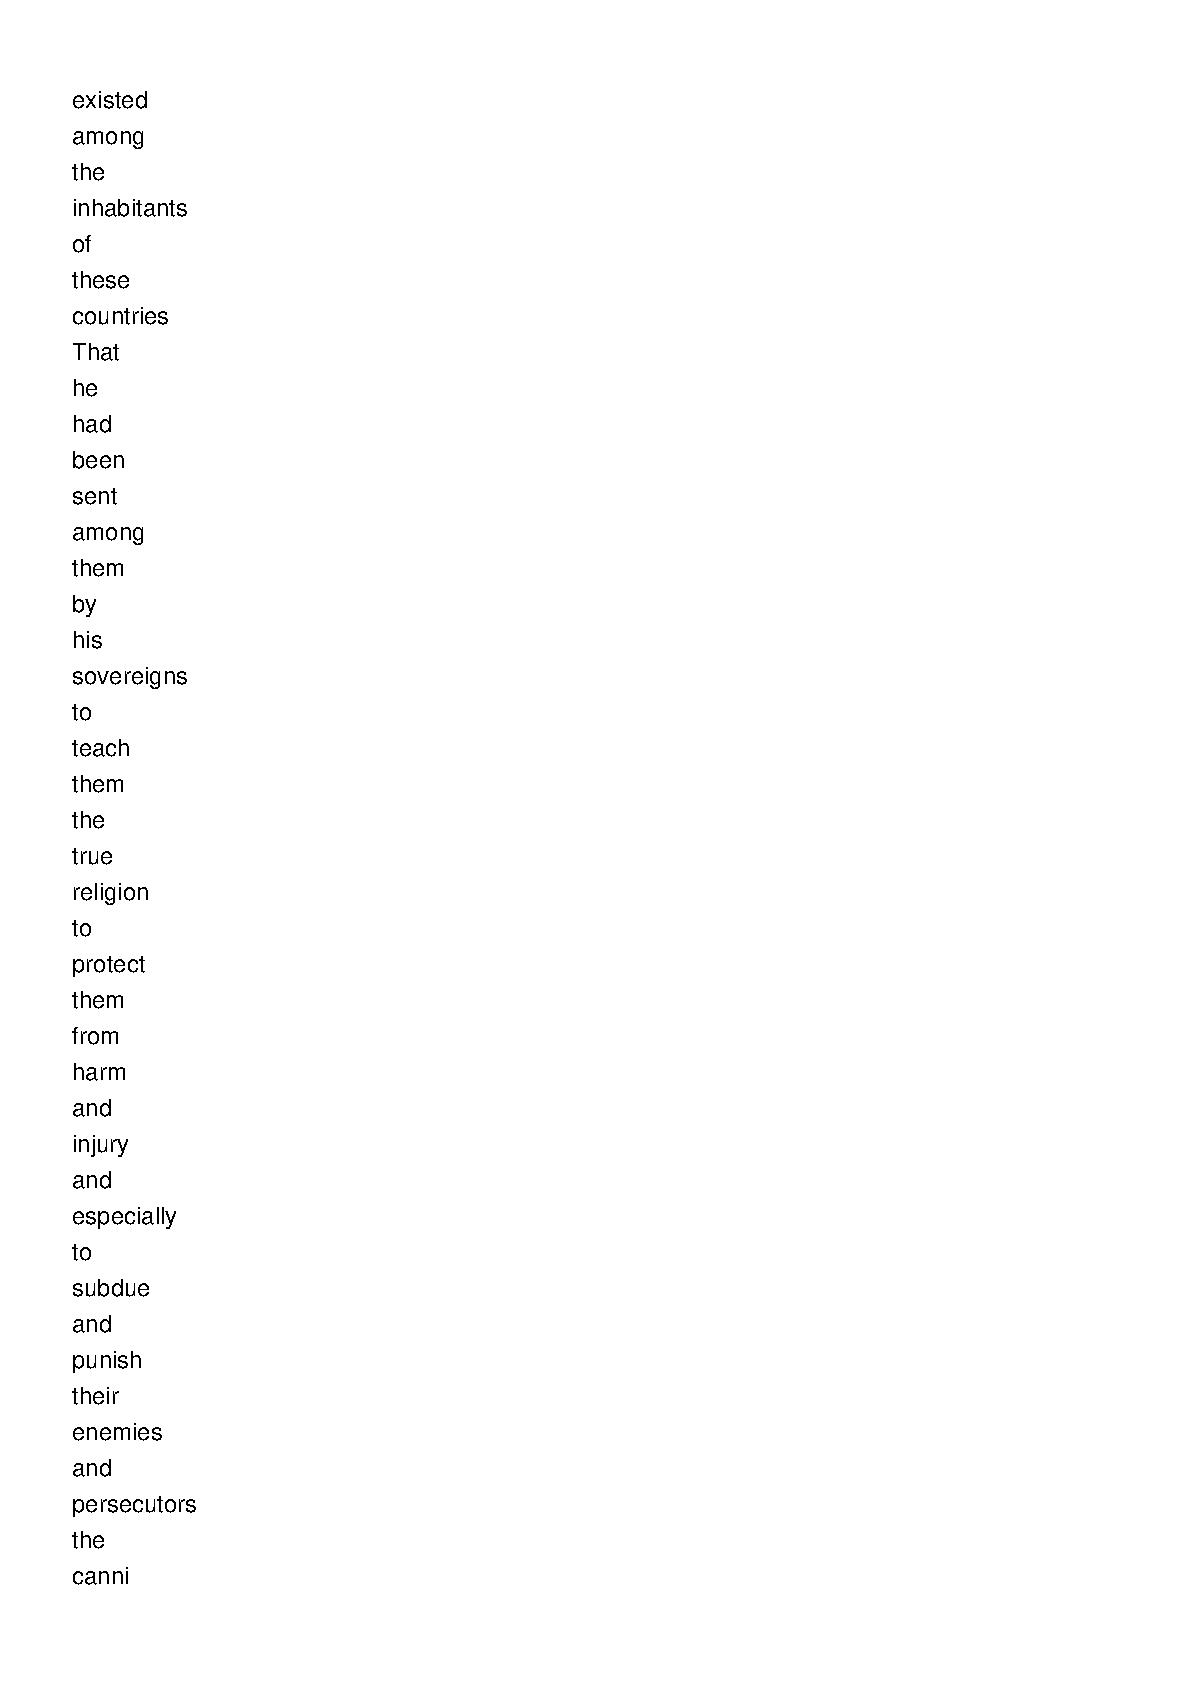 existed
among
the
inhabitants
of
these
countries
That
he
had
been
sent
among
them
by
his
sovereigns
to
teach
them
the
true
religion
to
protect
them
from
harm
and
injury
and
especially
to
subdue
and
punish
their
enemies
and
persecutors
the
canni